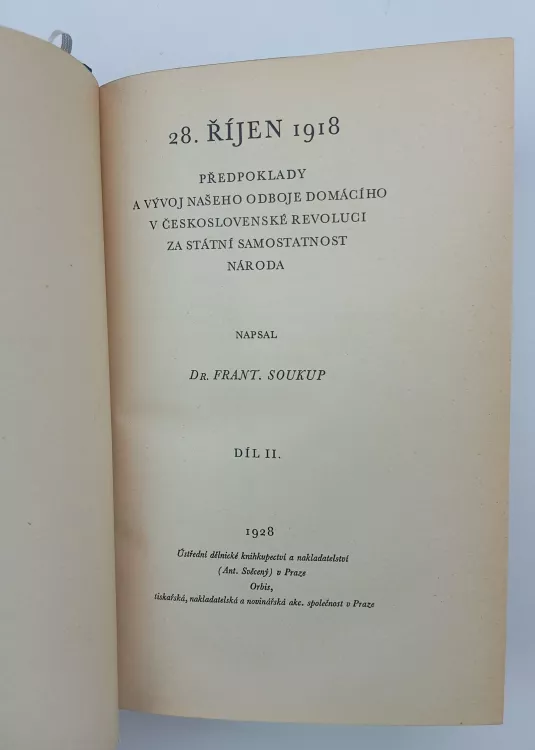 28. ŘÍJEN 1918
PŘEDPOKLADY
A VÝVOJ NAŠEHO ODBOJE DOMÁCÍHO
V ČESKOSLOVENSKÉ REVOLUCI
ZA STÁTNÍ SAMOSTATNOST
NÁRODA
NAPSAL
DR. FRANT. SOUKUP
DÍL II.
1928
Ústřední dělnické knihkupectví a nakladatelství
(Ant. Svěcený) v Praze
Orbis,
tiskařská, nakladatelská a novinářská akc. společnost v Praze